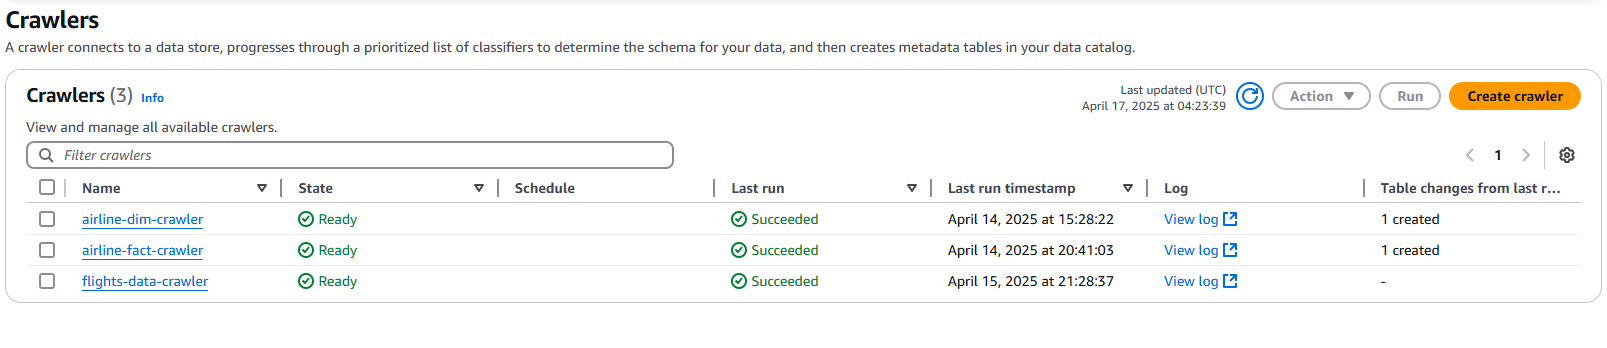 Crawlers
A crawler connects to a data store, progresses through a prioritized list of classifiers to determine the schema for your data, and then creates metadata tables in your data catalog.
Crawlers (3) Info
Last updated (UTC)
April 17, 2025 at 04:23:39
Action
Run
Create crawler
View and manage all available crawlers.
Filter crawlers
1
Name State Schedule Last run Last run timestamp Log Table changes from last r...
airline-dim-crawler Ready Succeeded April 14, 2025 at 15:28:22 View log 1 created
airline-fact-crawler Ready Succeeded April 14, 2025 at 20:41:03 View log 1 created
flights-data-crawler Ready Succeeded April 15, 2025 at 21:28:37 View log -